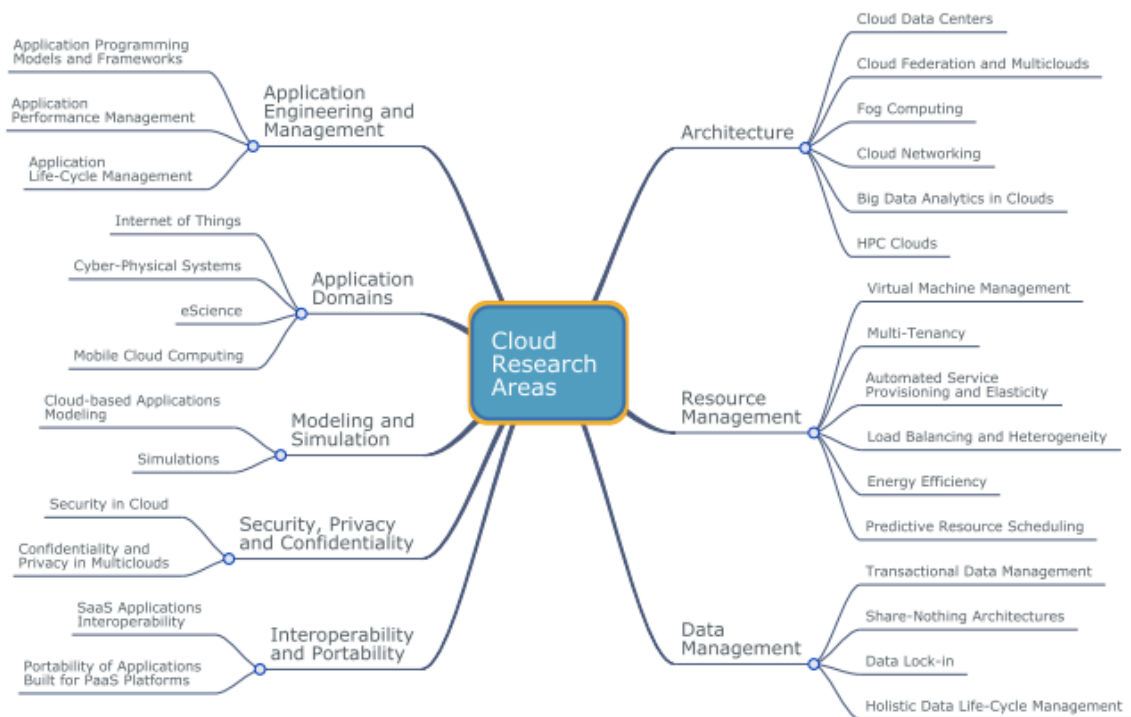 Cloud
Research
Areas
Application Engineering and
Management
Application Programming
Models and Frameworks
Application
Performance Management
Application
Life-Cycle Management
Application
Domains
Internet of Things
Cyber-Physical Systems
eScience
Mobile Cloud Computing
Modeling and
Simulation
Cloud-based Applications
Modeling
Simulations
Security, Privacy
and Confidentiality
Security in Cloud
Confidentiality and
Privacy in Multiclouds
Interoperability
and Portability
SaaS Applications
Interoperability
Portability of Applications
Built for PaaS Platforms
Architecture
Cloud Data Centers
Cloud Federation and Multiclouds
Fog Computing
Cloud Networking
Big Data Analytics in Clouds
HPC Clouds
Resource
Management
Virtual Machine Management
Multi-Tenancy
Automated Service
Provisioning and Elasticity
Load Balancing and Heterogeneity
Energy Efficiency
Predictive Resource Scheduling
Data
Management
Transactional Data Management
Share-Nothing Architectures
Data Lock-in
Holistic Data Life-Cycle Management